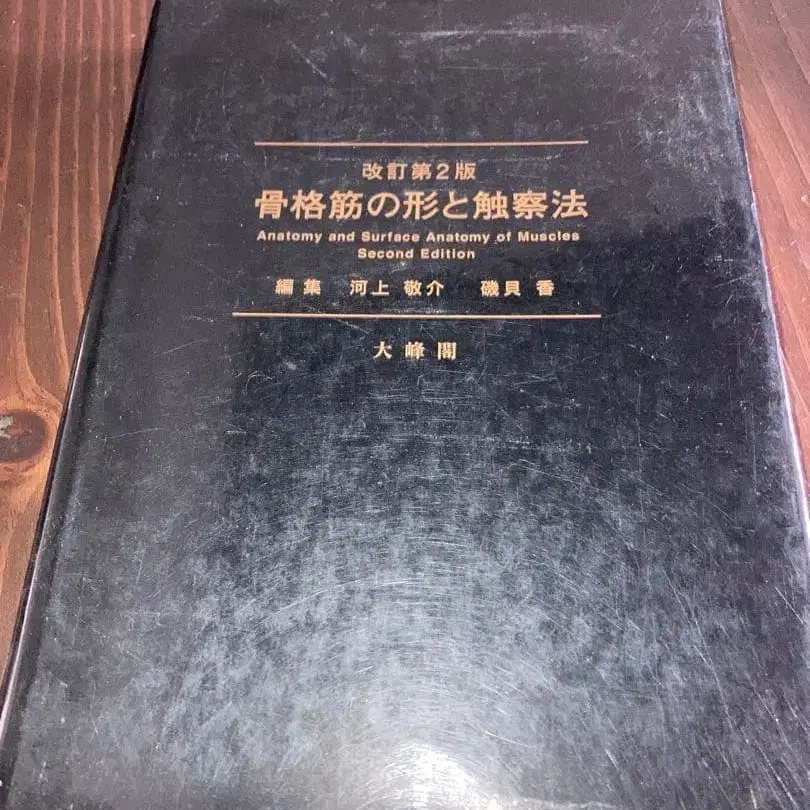 改訂第2版
骨格筋の形と触察法
Anatomy and Surface Anatomy of Muscles
Second Edition
編集 河上 敬介 磯貝 香
大峰閣